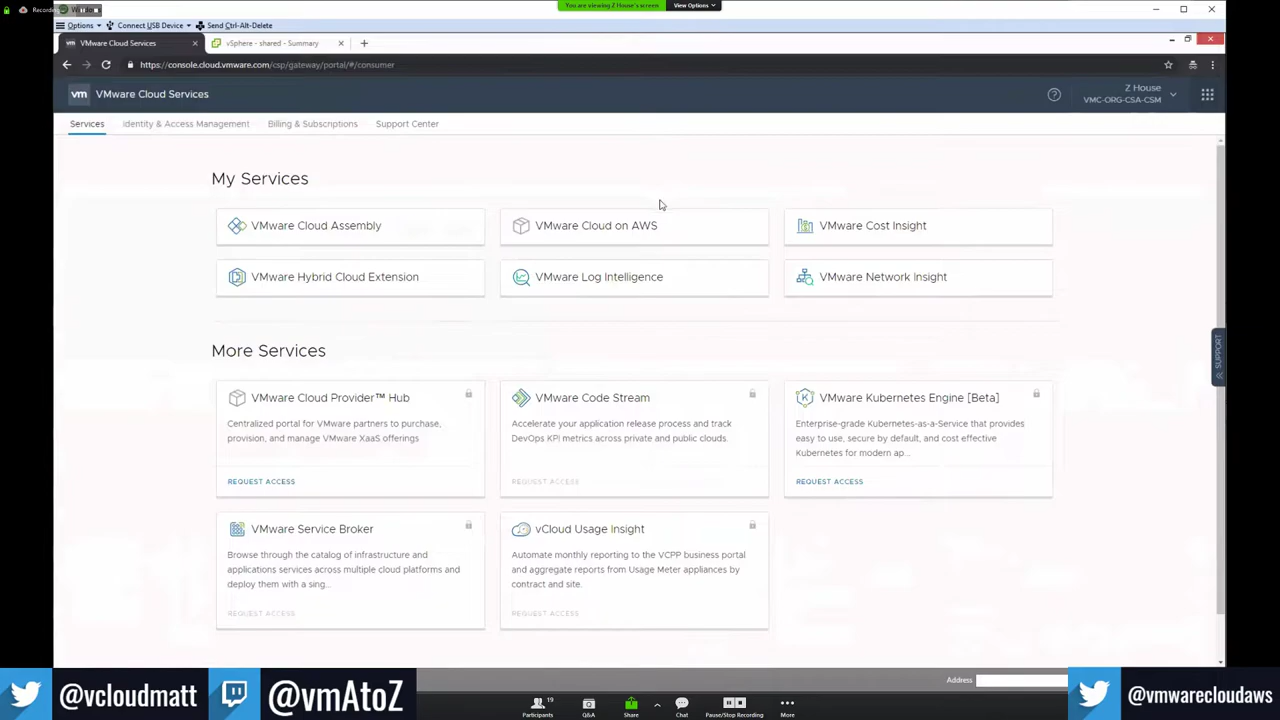 You are viewing Z House's screen
View Options
Options
Connect USB Device
Send Ctrl-Alt-Delete
VMware Cloud Services
vSphere - shared - Summary
https://console.cloud.vmware.com/csp/gateway/portal/#/consumer
vm VMware Cloud Services
Z House
VMC-ORG-CSA-CSM
Services
Identity & Access Management
Billing & Subscriptions
Support Center
My Services
VMware Cloud Assembly
VMware Cloud on AWS
VMware Cost Insight
VMware Hybrid Cloud Extension
VMware Log Intelligence
VMware Network Insight
SUPPORT
More Services
VMware Cloud Provider™ Hub
Centralized portal for VMware partners to purchase,
provision, and manage VMware XaaS offerings
REQUEST ACCESS
VMware Code Stream
Accelerate your application release process and track
DevOps KPI metrics across private and public clouds.
REQUEST ACCESS
VMware Kubernetes Engine [Beta]
Enterprise-grade Kubernetes-as-a-Service that provides
easy to use, secure by default, and cost effective
Kubernetes for modern ap...
REQUEST ACCESS
VMware Service Broker
Browse through the catalog of infrastructure and
applications services across multiple cloud platforms and
deploy them with a sing...
REQUEST ACCESS
vCloud Usage Insight
Automate monthly reporting to the VCPP business portal
and aggregate reports from Usage Meter appliances by
contract and site.
REQUEST ACCESS
Address
@vcloudmatt
@vmAtoZ
@vmwarecloudaws
19
Participants
Q&A
Share
Chat
Pause/Stop Recording
More